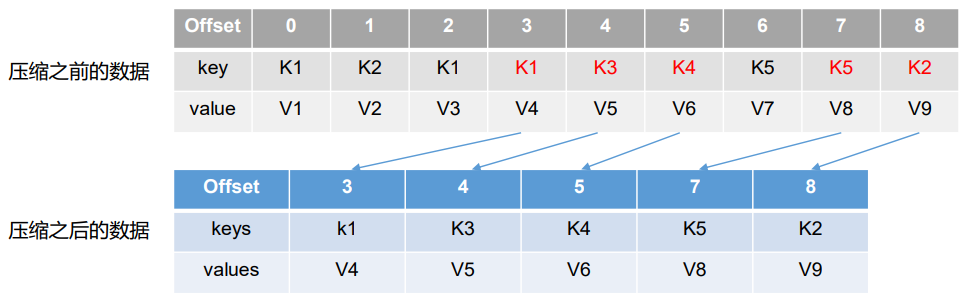 Offset 0 1 2 3 4 5 6 7 8
压缩之前的数据
key K1 K2 K1 K1 K3 K4 K5 K5 K2
value V1 V2 V3 V4 V5 V6 V7 V8 V9
Offset 3 4 5 7 8
压缩之后的数据
keys k1 K3 K4 K5 K2
values V4 V5 V6 V8 V9